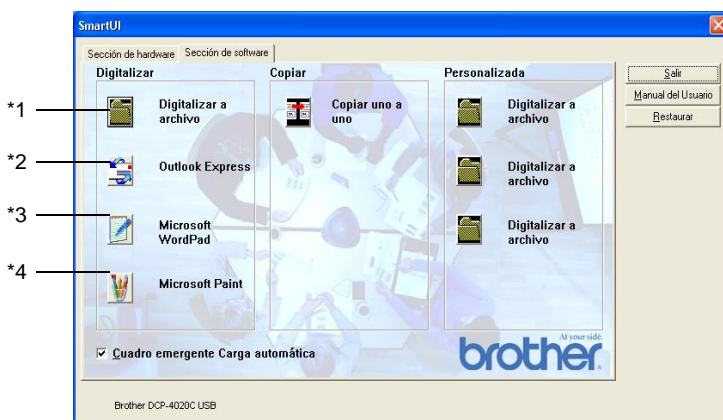 SmartUI
Sección de hardware
Sección de software
Digitalizar
Copiar
Personalizada
Salir
Manual del Usuario
Restaurar
*1
Digitalizar a
archivo
Copiar uno a
uno
Digitalizar a
archivo
*2
Outlook Express
Digitalizar a
archivo
*3
Microsoft
WordPad
Digitalizar a
archivo
*4
Microsoft Paint
Cuadro emergente Carga automática
At your side.
brother
Brother DCP-4020C USB